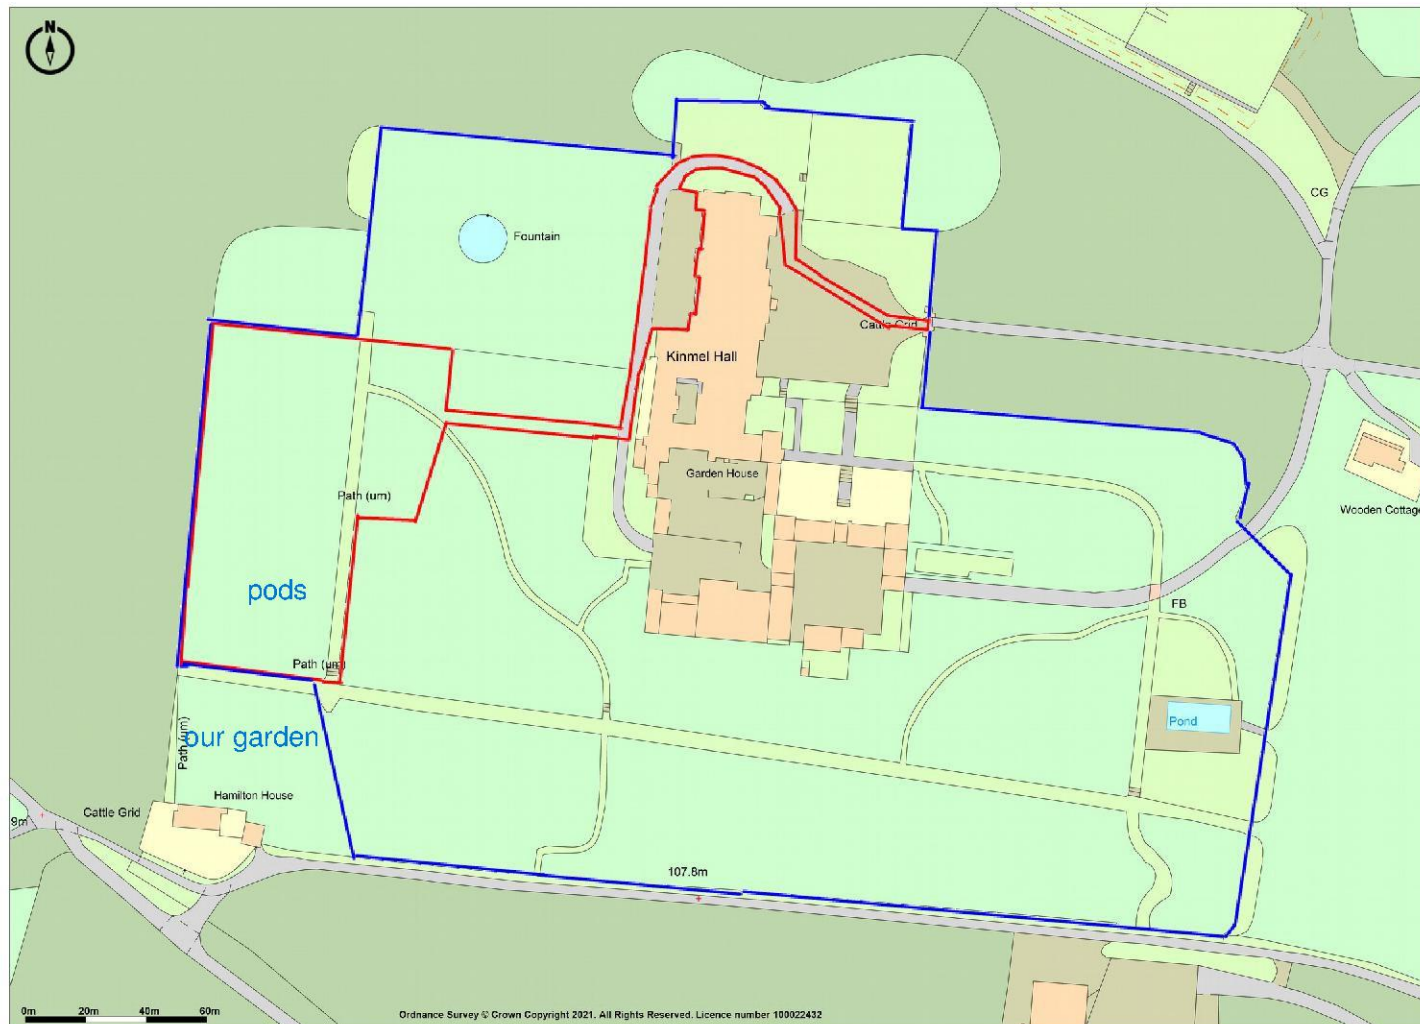 N
CG
Fountain
Cattle Grid
Kinmel Hall
Garden House
Path (um)
Wooden Cottage
pods
FB
Path (um)
Pond
our garden
Path (um)
Hamilton House
Cattle Grid
9m
107.8m
0m 20m 40m 60m
Ordnance Survey © Crown Copyright 2021. All Rights Reserved. Licence number 100022432